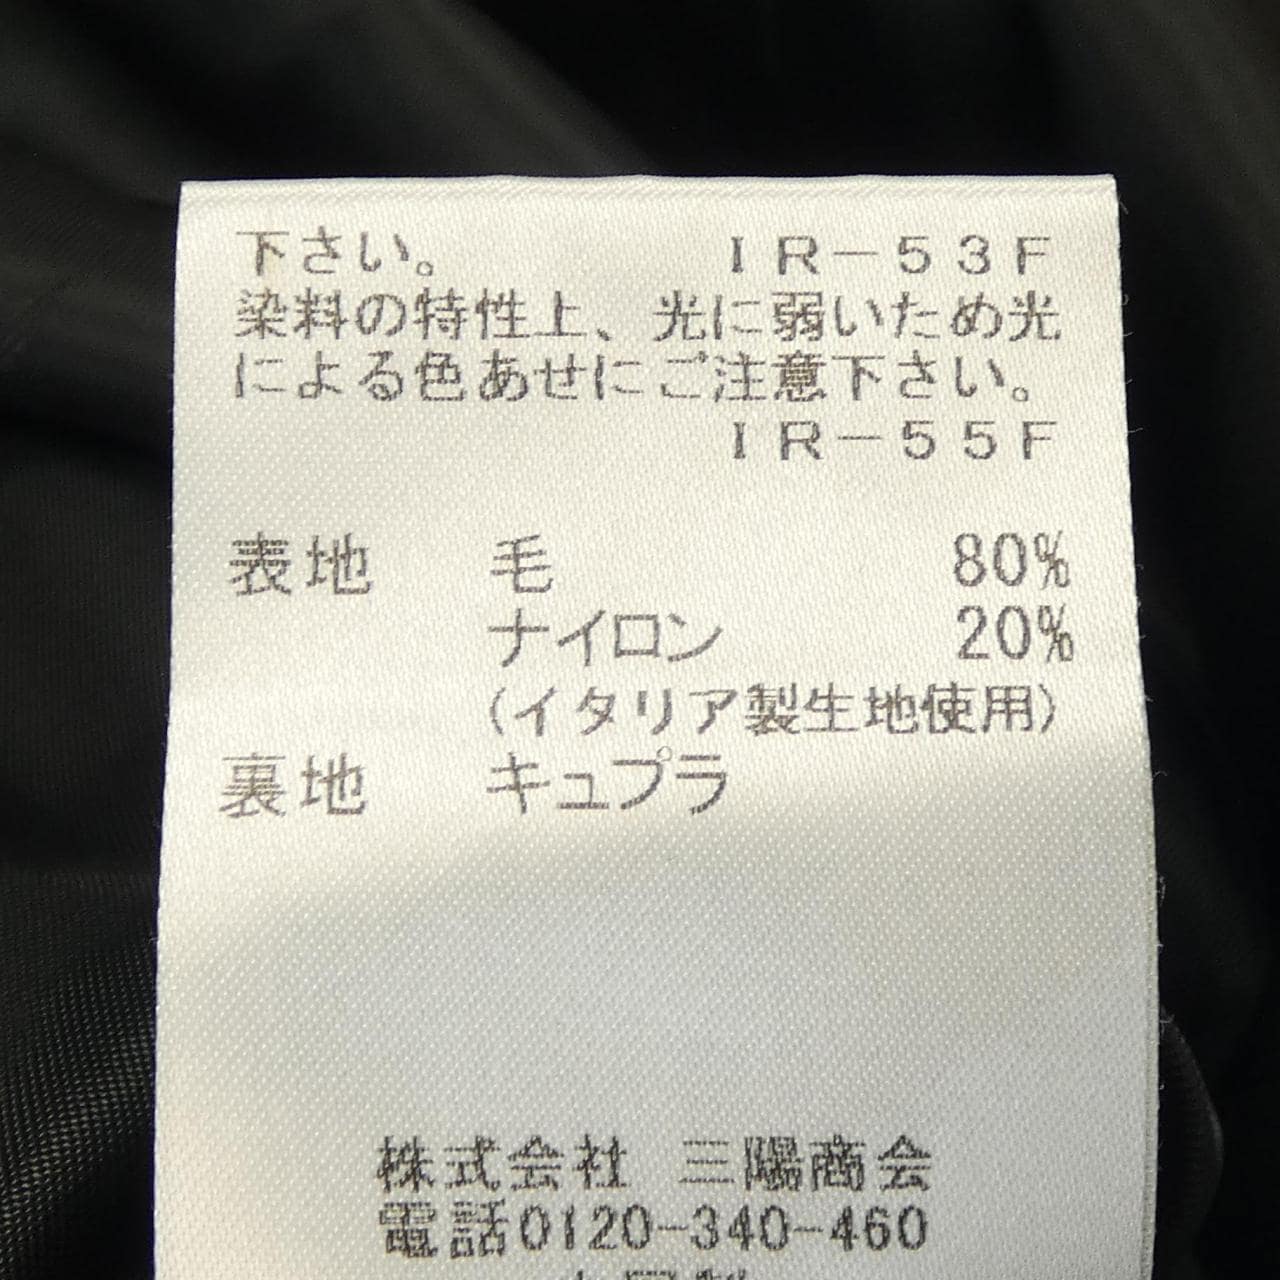 下さい。 IR-53F
染料の特性上、光に弱いため光
による色あせにご注意下さい。
IR-55F
表地 毛 80%
ナイロン 20%
(イタリア製生地使用)
裏地 キュプラ
株式会社 三陽商会
電話0120-340-460